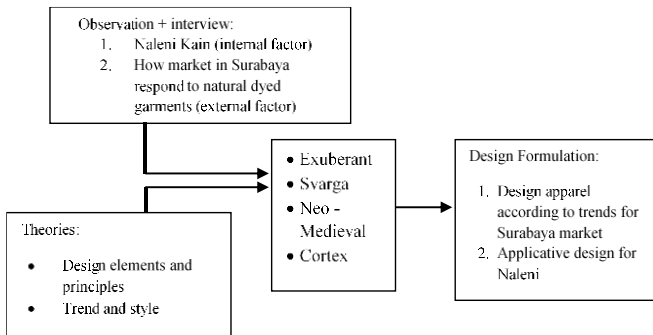 Observation + interview:
1. Naleni Kain (internal factor)
2. How market in Surabaya
respond to natural dyed
garments (external factor)
Theories:
• Design elements and
principles
• Trend and style
• Exuberant
• Svarga
• Neo -
Medieval
• Cortex
Design Formulation:
1. Design apparel
according to trends for
Surabaya market
2. Applicative design for
Naleni